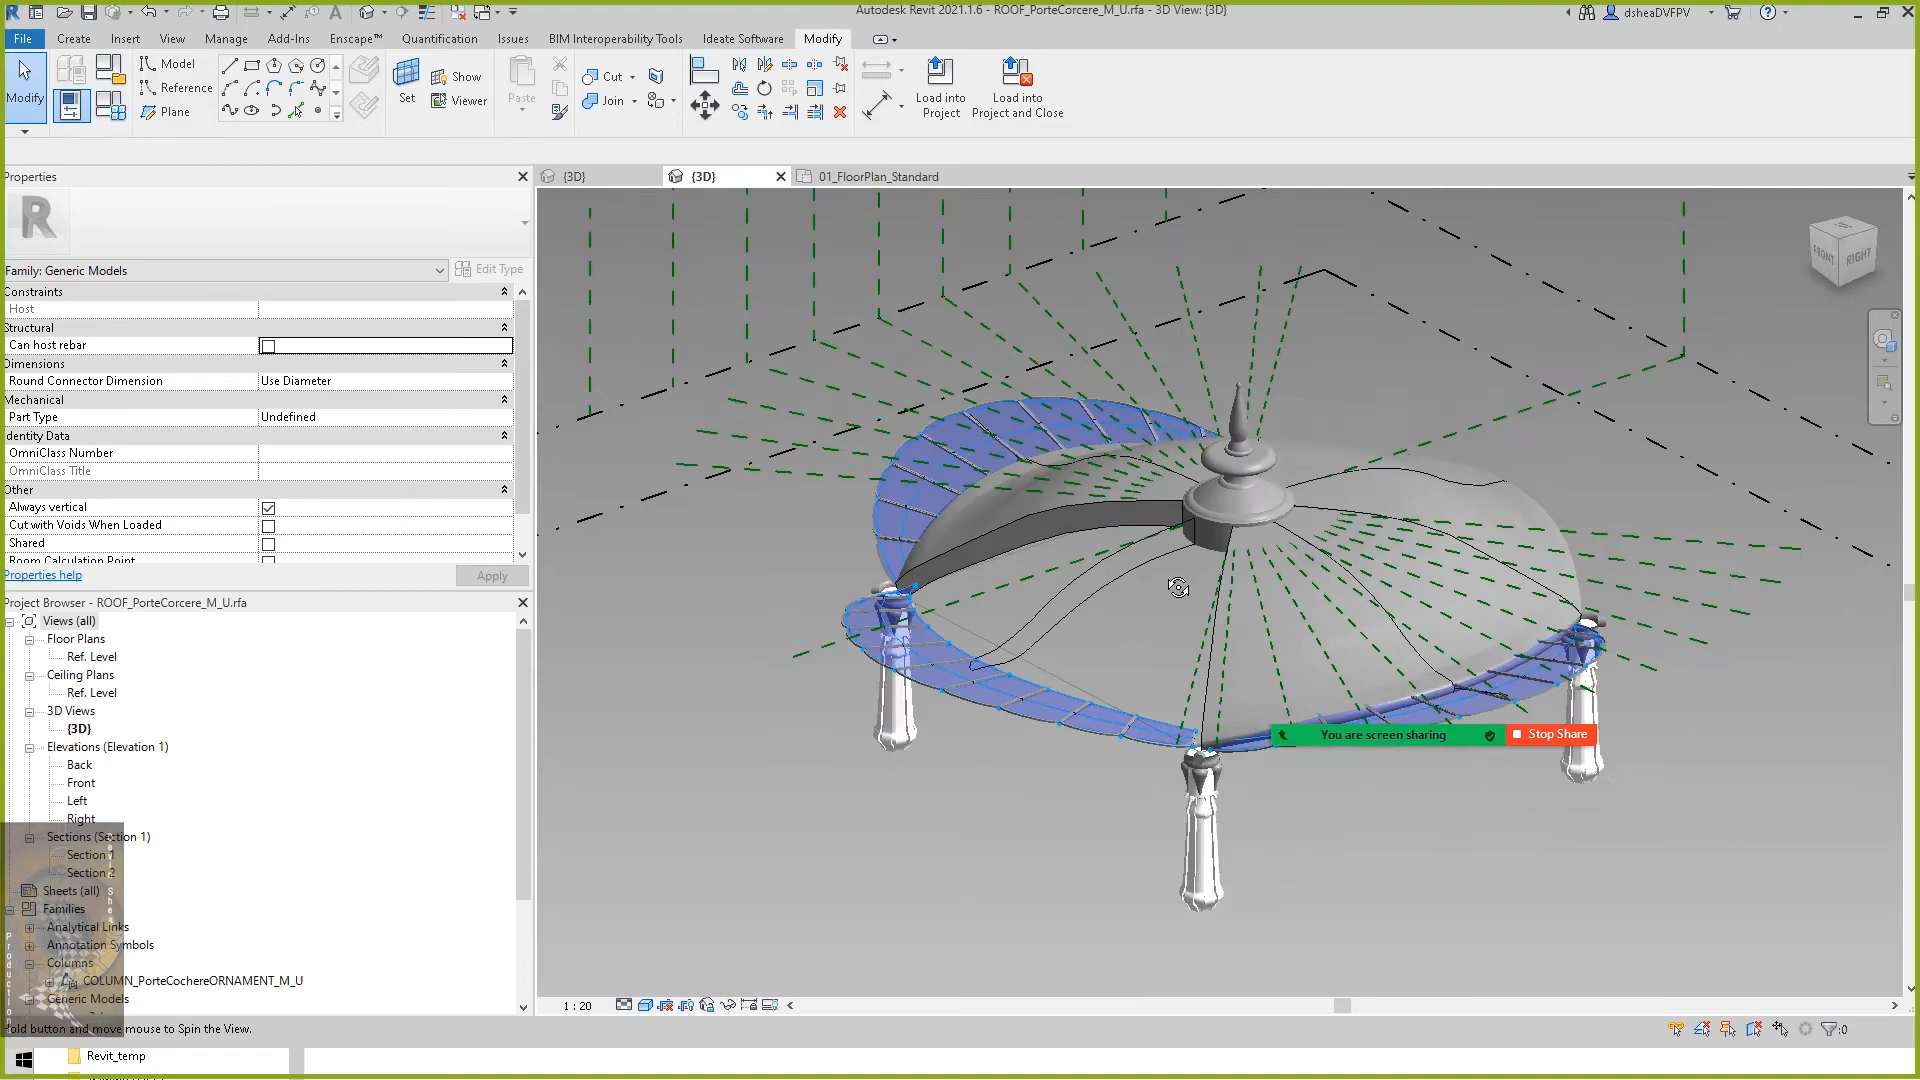 Autodesk Revit 2021.1.6 - ROOF_PorteCorcere_M_U.rfa - 3D View: {3D}
dsheaDVFPV
File Create Insert View Manage Add-Ins Enscape™ Quantification Issues BIM Interoperability Tools Ideate Software Modify
Modify
Model
Reference
Plane
Set
Show
Viewer
Paste
Cut
Join
Load into
Project
Load into
Project and Close
Properties
{3D}
{3D}
01_FloorPlan_Standard
R
Family: Generic Models
Edit Type
Constraints
Host
Structural
Can host rebar
Dimensions
Round Connector Dimension Use Diameter
Mechanical
Part Type Undefined
Identity Data
OmniClass Number
OmniClass Title
Other
Always vertical
Cut with Voids When Loaded
Shared
Room Calculation Point
Properties help
Apply
Project Browser - ROOF_PorteCorcere_M_U.rfa
Views (all)
Floor Plans
Ref. Level
Ceiling Plans
Ref. Level
3D Views
{3D}
Elevations (Elevation 1)
Back
Front
Left
Right
Sections (Section 1)
Section 1
Section 2
Sheets (all)
Families
Analytical Links
Annotation Symbols
Columns
COLUMN_PorteCochereORNAMENT_M_U
Generic Models
FRONT
RIGHT
You are screen sharing
Stop Share
1 : 20
Hold button and move mouse to Spin the View.
:0
Revit_temp